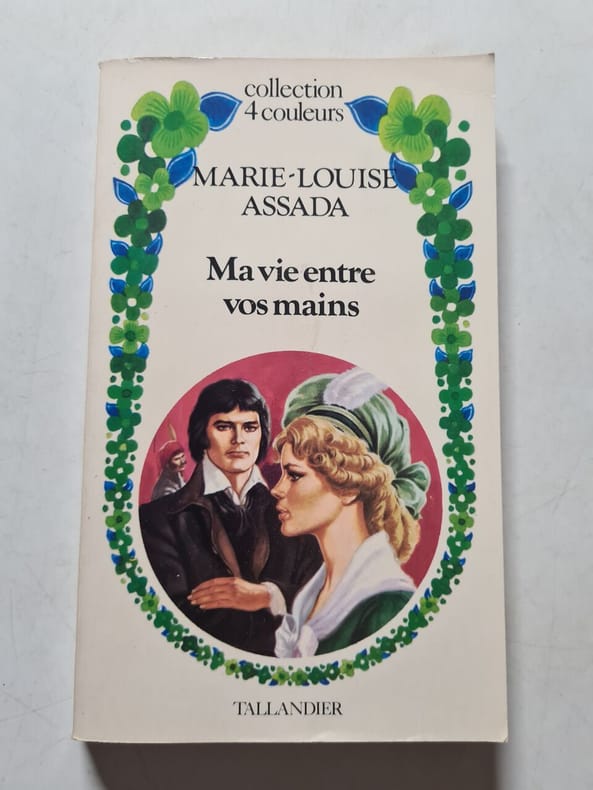 collection
4 couleurs
MARIE-LOUISE
ASSADA
Ma vie entre
vos mains
TALLANDIER